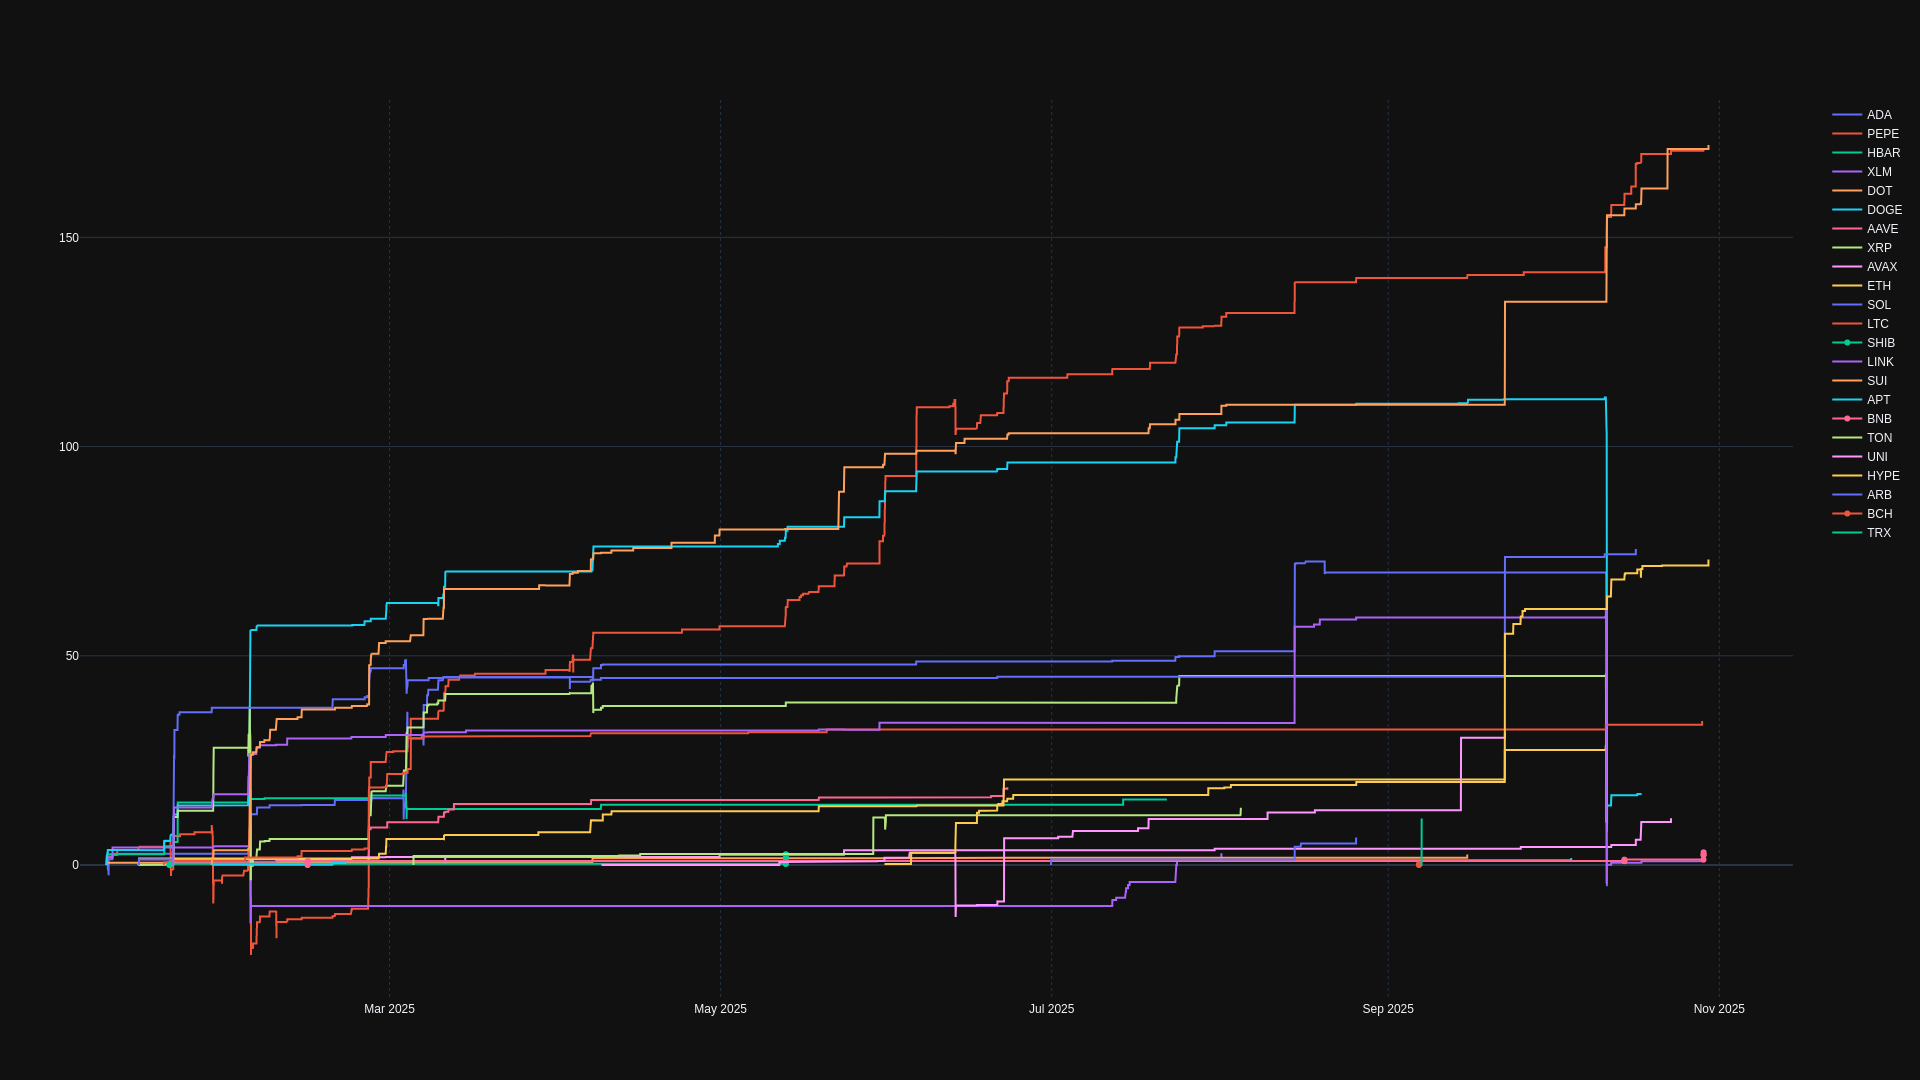 150
100
50
0
Mar 2025
May 2025
Jul 2025
Sep 2025
Nov 2025
ADA
PEPE
HBAR
XLM
DOT
DOGE
AAVE
XRP
AVAX
ETH
SOL
LTC
SHIB
LINK
SUI
APT
BNB
TON
UNI
HYPE
ARB
BCH
TRX